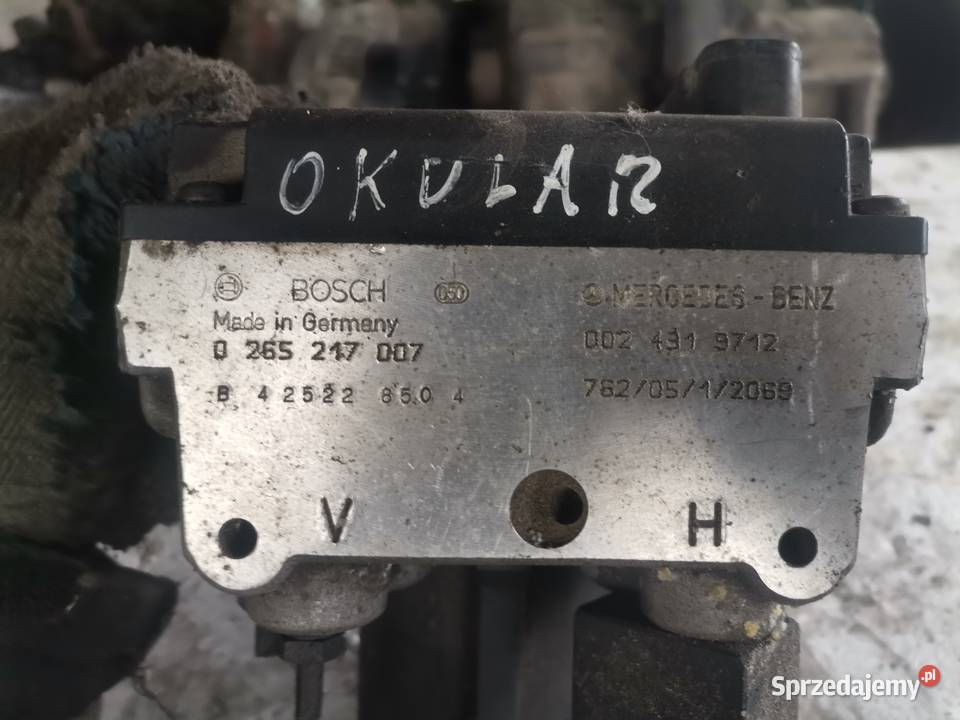 OKULAR
BOSCH 050
Made in Germany
0 265 217 007
B 42522 850 4
MERCEDES-BENZ
002 431 9712
762/05/1/2069
V H
Sprzedajemy.pl